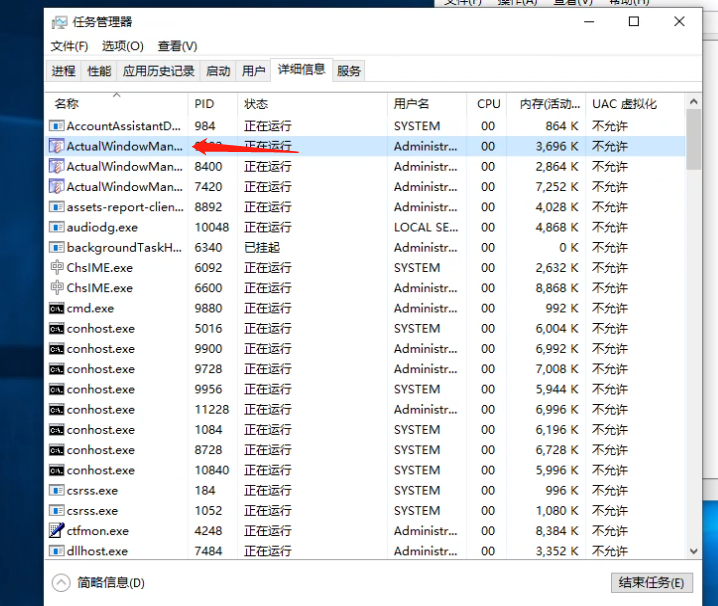 文件(F) 操作(A) 查看(V) 帮助(H)
任务管理器
文件(F) 选项(O) 查看(V)
进程 性能 应用历史记录 启动 用户 详细信息 服务
名称 PID 状态 用户名 CPU 内存(活动... UAC 虚拟化
AccountAssistantD... 984 正在运行 SYSTEM 00 864 K 不允许
ActualWindowMan... 正在运行 Administr... 00 3,696 K 不允许
ActualWindowMan... 8400 正在运行 Administr... 00 2,864 K 不允许
ActualWindowMan... 7420 正在运行 Administr... 00 7,252 K 不允许
assets-report-clien... 8892 正在运行 Administr... 00 4,028 K 不允许
audiodg.exe 10048 正在运行 LOCAL SE... 00 4,868 K 不允许
backgroundTaskH... 6340 已挂起 Administr... 00 0 K 不允许
ChsIME.exe 6092 正在运行 SYSTEM 00 2,632 K 不允许
ChsIME.exe 6600 正在运行 Administr... 00 8,868 K 不允许
cmd.exe 9880 正在运行 Administr... 00 992 K 不允许
conhost.exe 5016 正在运行 SYSTEM 00 6,004 K 不允许
conhost.exe 9900 正在运行 Administr... 00 6,992 K 不允许
conhost.exe 9728 正在运行 Administr... 00 7,008 K 不允许
conhost.exe 9956 正在运行 SYSTEM 00 5,944 K 不允许
conhost.exe 11228 正在运行 Administr... 00 6,996 K 不允许
conhost.exe 1084 正在运行 SYSTEM 00 6,196 K 不允许
conhost.exe 8728 正在运行 SYSTEM 00 6,728 K 不允许
conhost.exe 10840 正在运行 SYSTEM 00 5,996 K 不允许
csrss.exe 184 正在运行 SYSTEM 00 996 K 不允许
csrss.exe 1052 正在运行 SYSTEM 00 1,080 K 不允许
ctfmon.exe 4248 正在运行 Administr... 00 8,384 K 不允许
dllhost.exe 7484 正在运行 Administr... 00 3,352 K 不允许
简略信息(D) 结束任务(E)